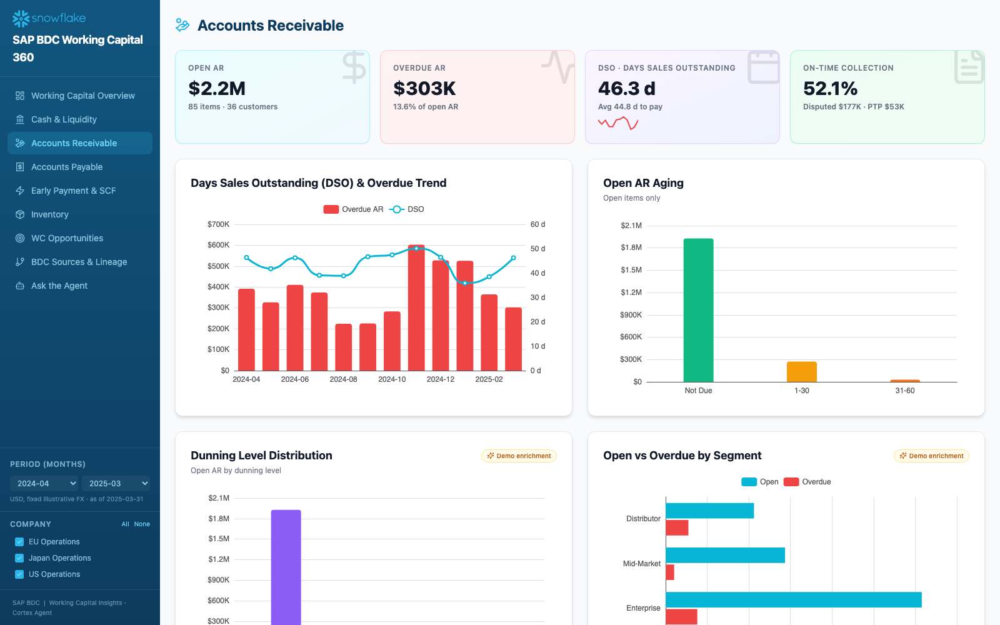 snowflake
SAP BDC Working Capital
360
Working Capital Overview
Cash & Liquidity
Accounts Receivable
Accounts Payable
Early Payment & SCF
Inventory
WC Opportunities
BDC Sources & Lineage
Ask the Agent
PERIOD (MONTHS)
2024-04 2025-03
USD, fixed illustrative FX · as of 2025-03-31
COMPANY All None
EU Operations
Japan Operations
US Operations
SAP BDC | Working Capital Insights ·
Cortex Agent
Accounts Receivable
OPEN AR
$2.2M
85 items · 36 customers
OVERDUE AR
$303K
13.6% of open AR
DSO · DAYS SALES OUTSTANDING
46.3 d
Avg 44.8 d to pay
ON-TIME COLLECTION
52.1%
Disputed $177K · PTP $53K
Days Sales Outstanding (DSO) & Overdue Trend
Overdue AR DSO
$700K 60 d
$600K 50 d
$500K 40 d
$400K 30 d
$300K 20 d
$200K 10 d
$100K 0 d
$0
2024-04 2024-06 2024-08 2024-10 2024-12 2025-02
Open AR Aging
Open items only
$2.1M
$1.8M
$1.5M
$1.2M
$900K
$600K
$300K
$0
Not Due 1-30 31-60
Dunning Level Distribution Demo enrichment
Open AR by dunning level
$2.1M
$1.8M
$1.5M
$1.2M
$900K
$600K
$300K
Open vs Overdue by Segment Demo enrichment
Open Overdue
Distributor
Mid-Market
Enterprise